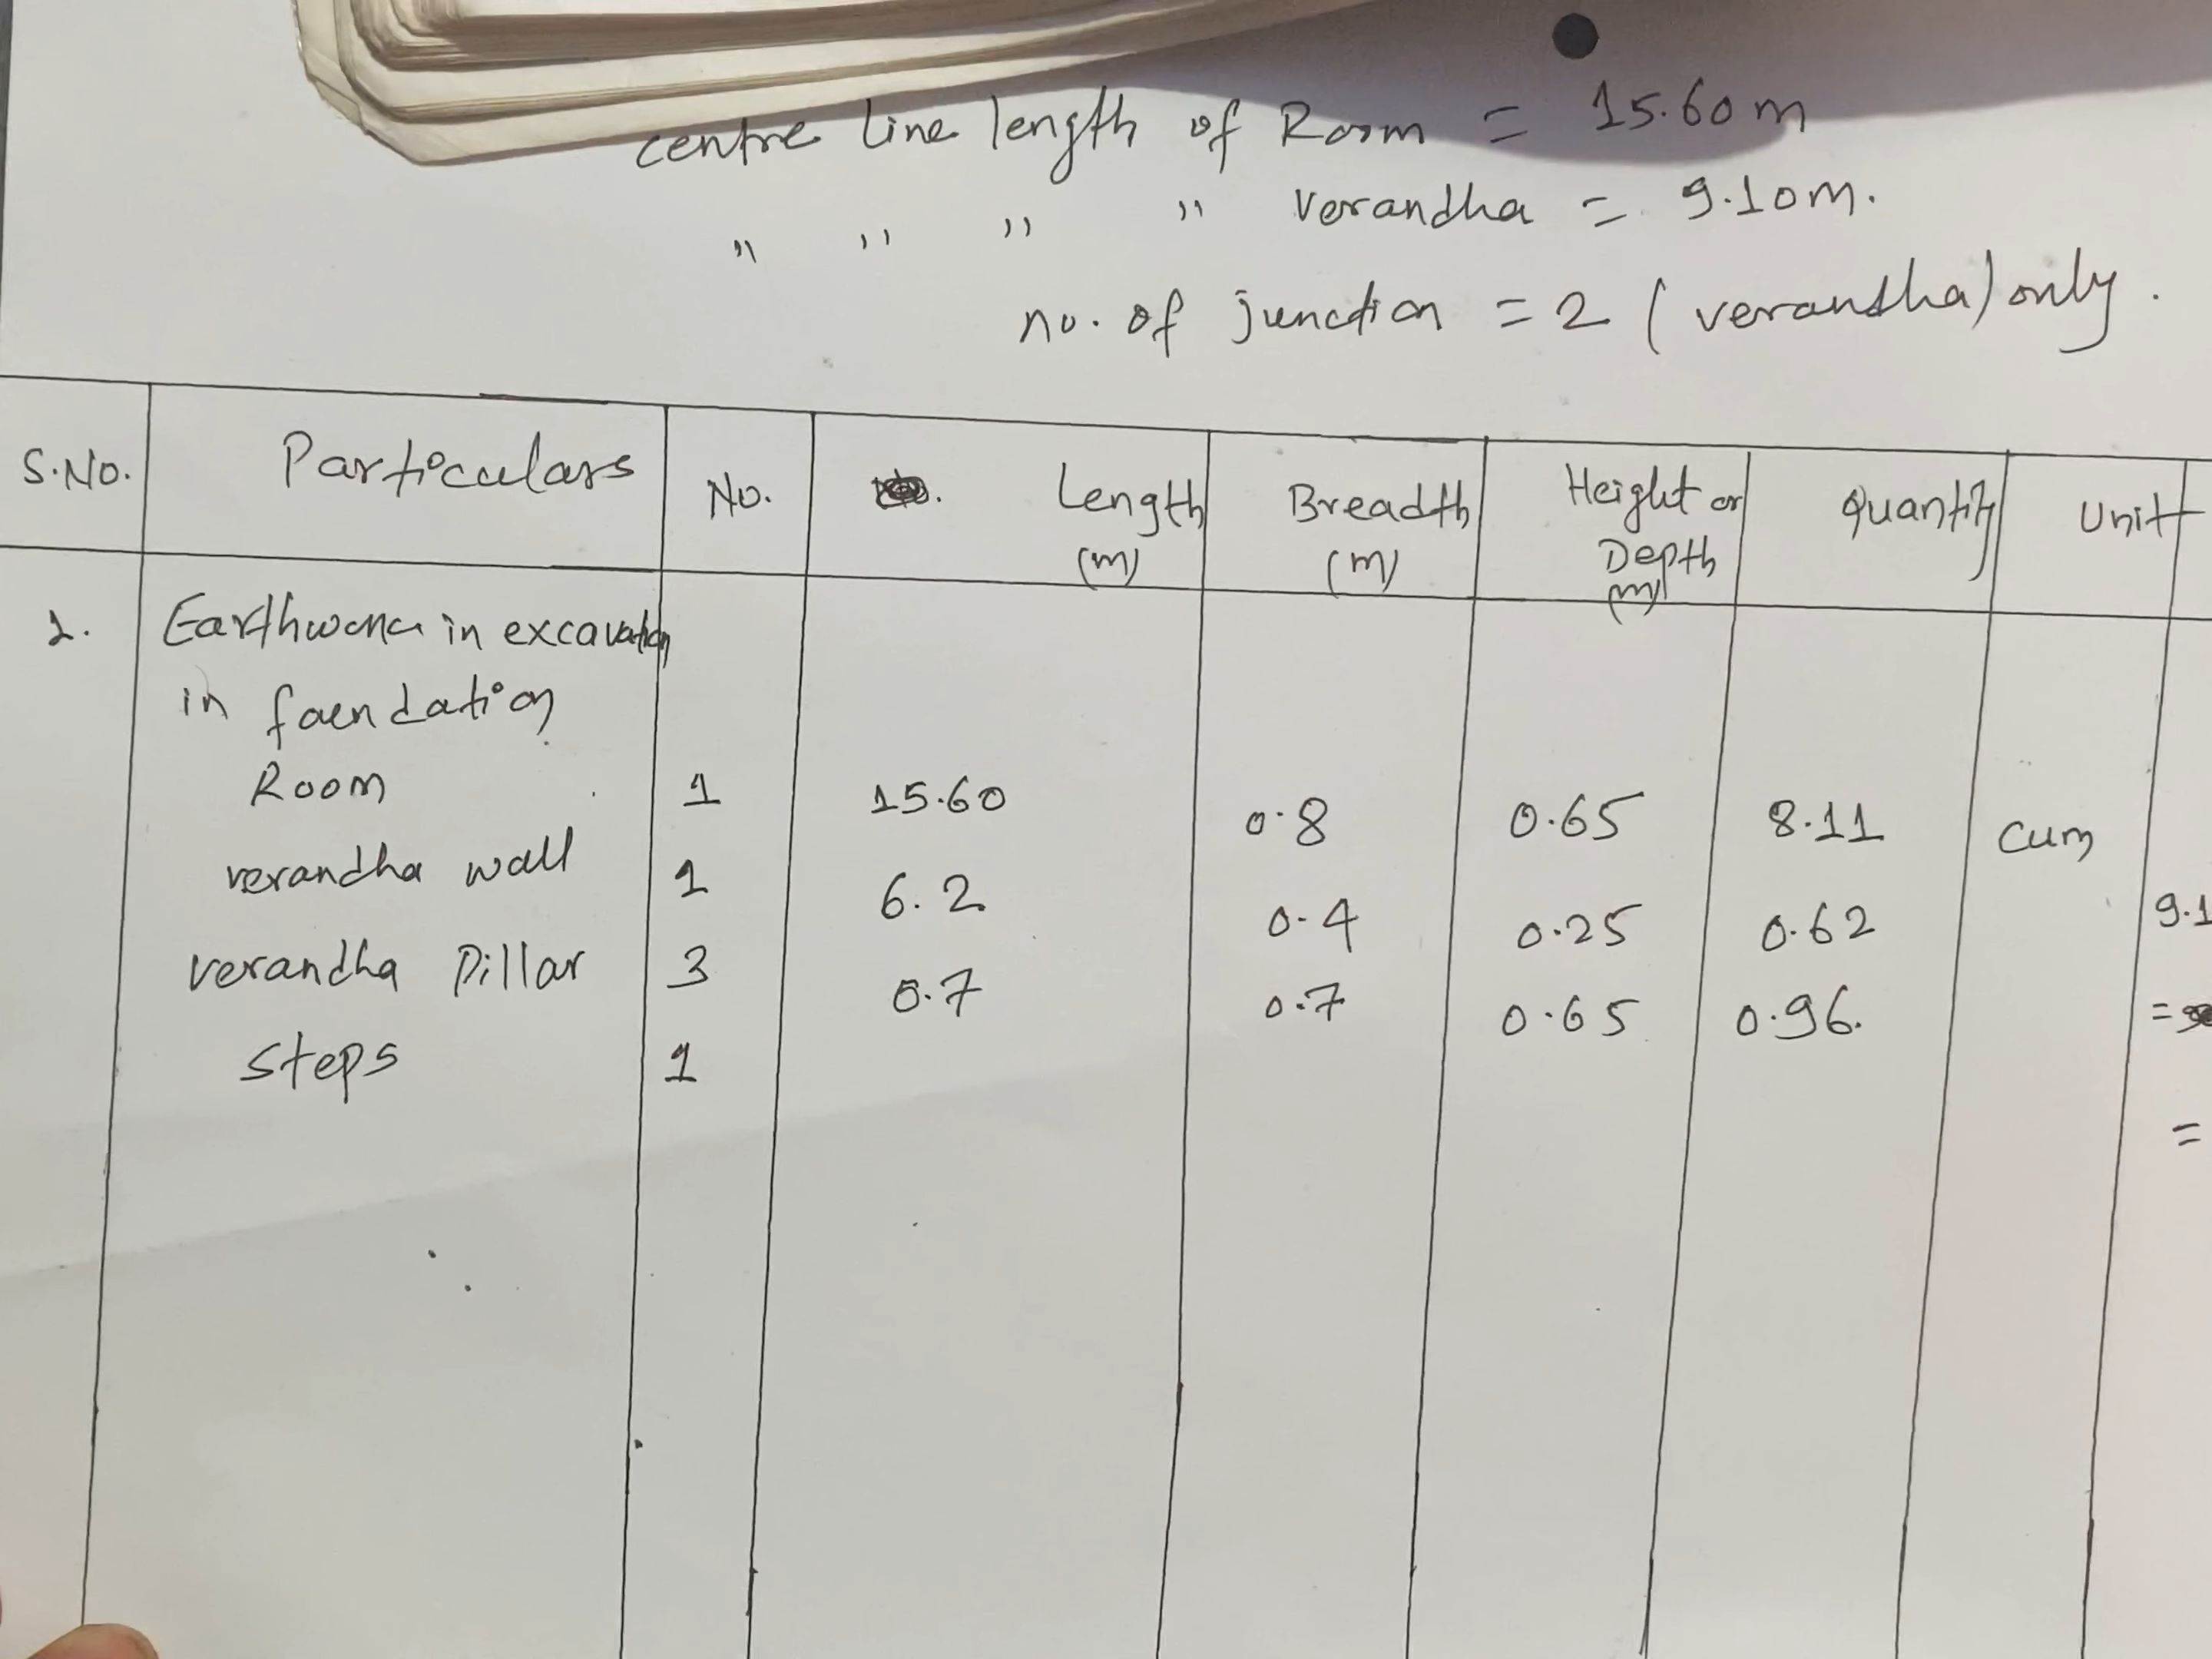 centre line length of Room = 15.60m
" " " " verandha = 9.10m.
no. of junction = 2 (verandha) only.
S.No. Particulars No. Length (m) Breadth (m) Height or Depth (m) Quantity Unit
1. Earthwork in excavation
in foundation
Room 1 15.60 0.8 0.65 8.11 Cum
verandha wall 1 6.2 0.4 0.25 0.62
verandha Pillar 3 0.7 0.7 0.65 0.96.
steps 1
9.1
=
=